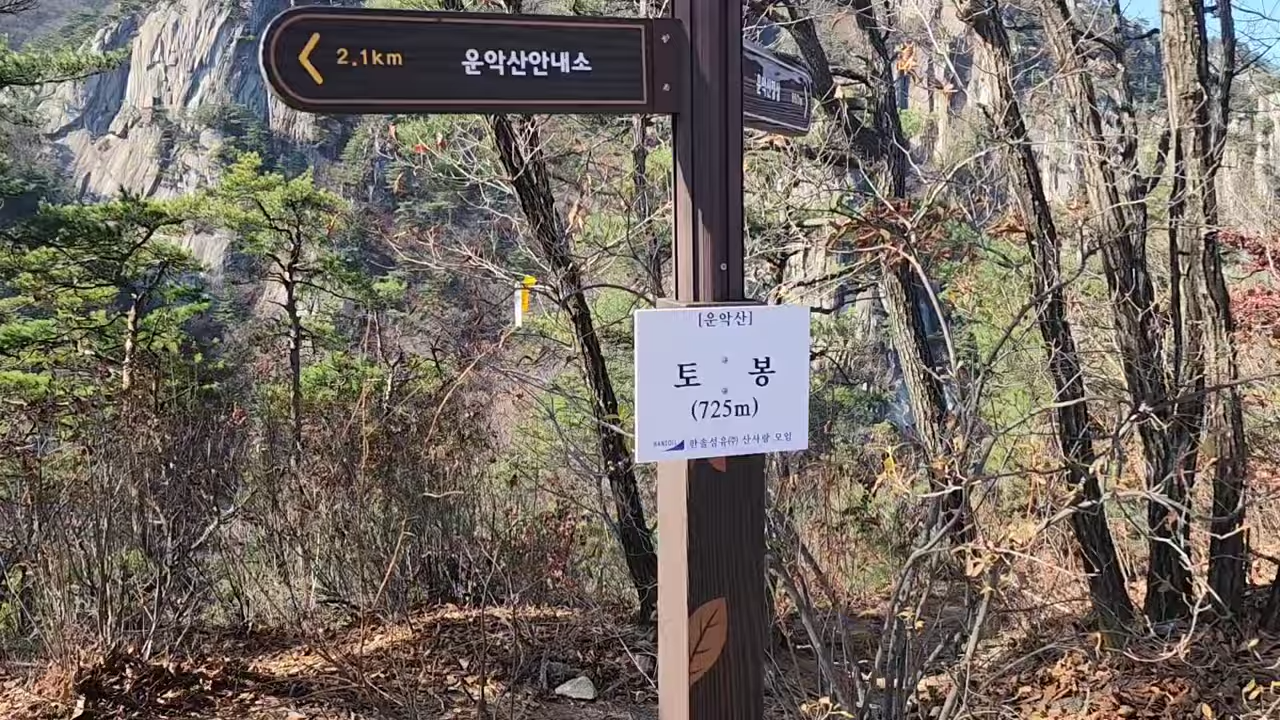 2.1km 운악산안내소
[운악산]
토 봉
(725m)
HANSOLL 한솔섬유(주) 산사랑 모임